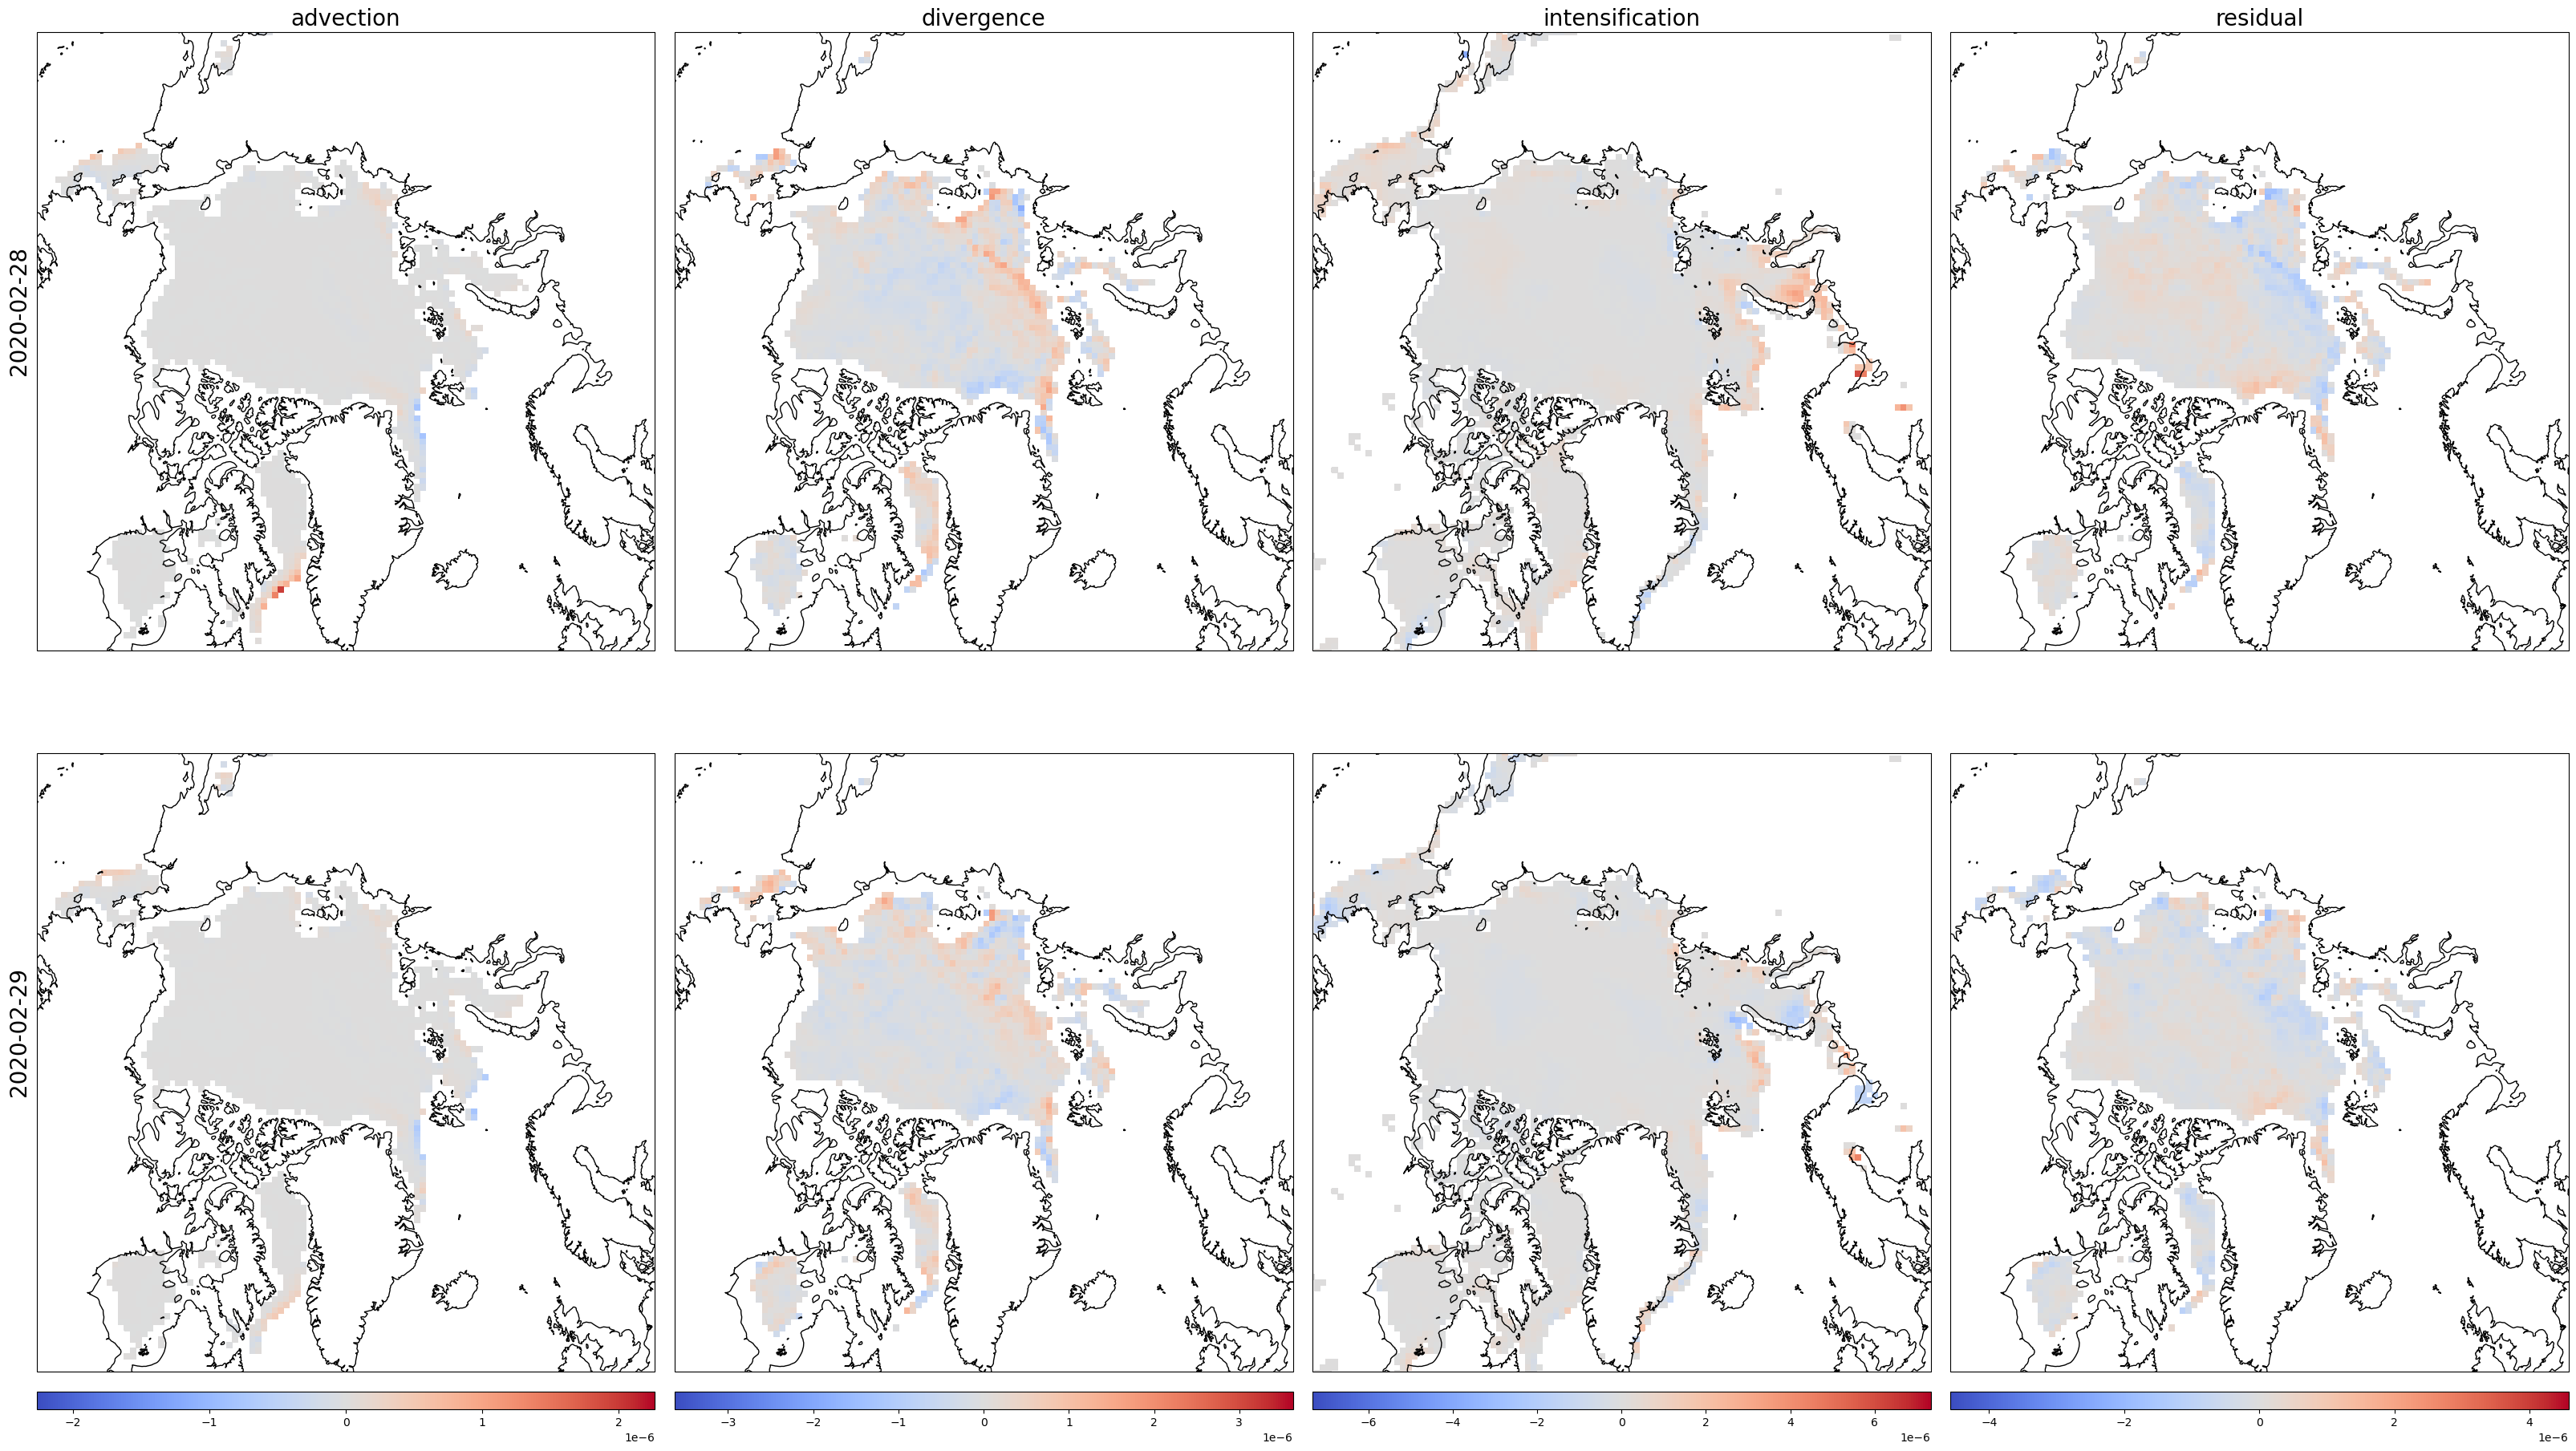 advection divergence intensification residual
2020-02-28
2020-02-29
−2 −1 0 1 2 −3 −2 −1 0 1 2 3 −6 −4 −2 0 2 4 6 −4 −2 0 2 4
1e−6 1e−6 1e−6 1e−6